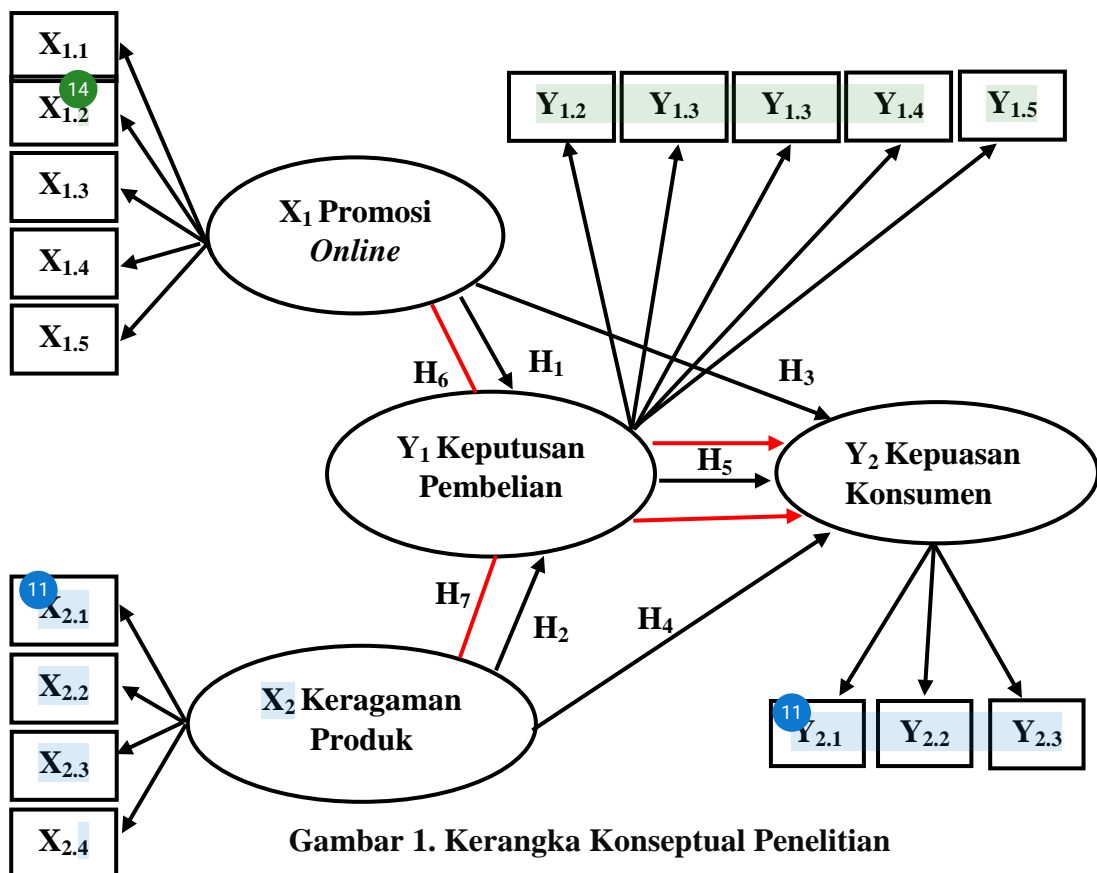 X1.1
14
X1.2
X1.3
X1.4
X1.5
Y1.2 Y1.3 Y1.3 Y1.4 Y1.5
X1 Promosi
Online
H6
H1
H3
Y1 Keputusan
Pembelian
H5
Y2 Kepuasan
Konsumen
11
X2.1
X2.2
X2.3
X2.4
H7
H2
H4
X2 Keragaman
Produk
11
Y2.1 Y2.2 Y2.3
Gambar 1. Kerangka Konseptual Penelitian